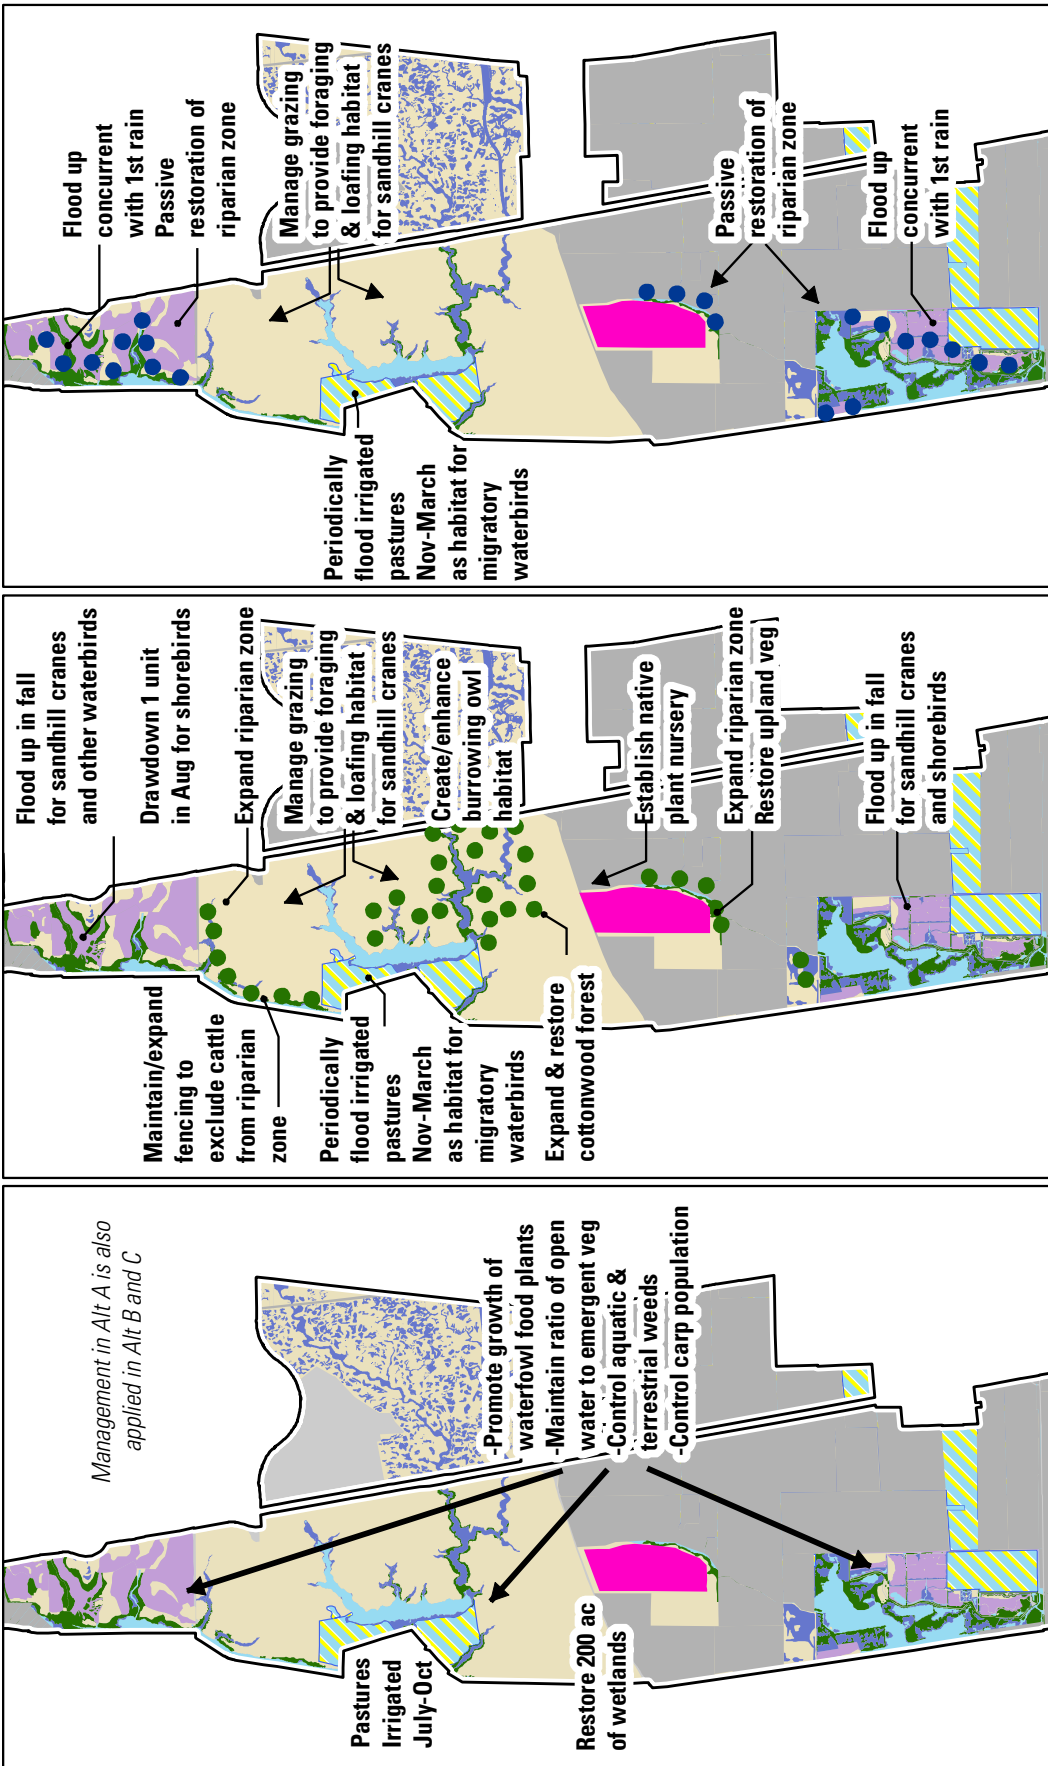 Management in Alt A is also
applied in Alt B and C
-Promote growth of
waterfowl food plants
-Maintain ratio of open
water to emergent veg
-Control aquatic &
terrestrial weeds
-Control carp population
Pastures
Irrigated
July-Oct
Restore 200 ac
of wetlands
Flood up in fall
for sandhill cranes
and other waterbirds
Drawdown 1 unit
in Aug for shorebirds
Expand riparian zone
Manage grazing
to provide foraging
& loafing habitat
for sandhill cranes
Create/enhance
burrowing owl
habitat
Establish native
plant nursery
Expand riparian zone
Restore upland veg
Flood up in fall
for sandhill cranes
and shorebirds
Maintain/expand
fencing to
exclude cattle
from riparian
zone
Periodically
flood irrigated
pastures
Nov-March
as habitat for
migratory
waterbirds
Expand & restore
cottonwood forest
Flood up
concurrent
with 1st rain
Passive
restoration of
riparian zone
Manage grazing
to provide foraging
& loafing habitat
for sandhill cranes
Passive
restoration of
riparian zone
Flood up
concurrent
with 1st rain
Periodically
flood irrigated
pastures
Nov-March
as habitat for
migratory
waterbirds